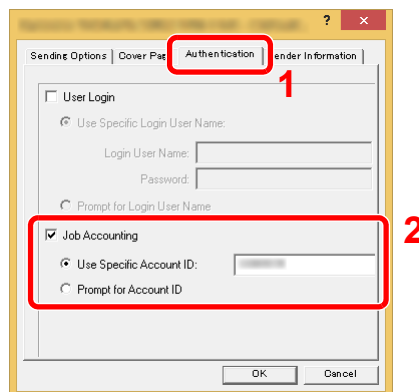 ?
Sending Options
Cover Pag
Authentication
ender Information
1
User Login
Use Specific Login User Name:
Login User Name:
Password:
Prompt for Login User Name
2
Job Accounting
Use Specific Account ID:
Prompt for Account ID
OK
Cancel